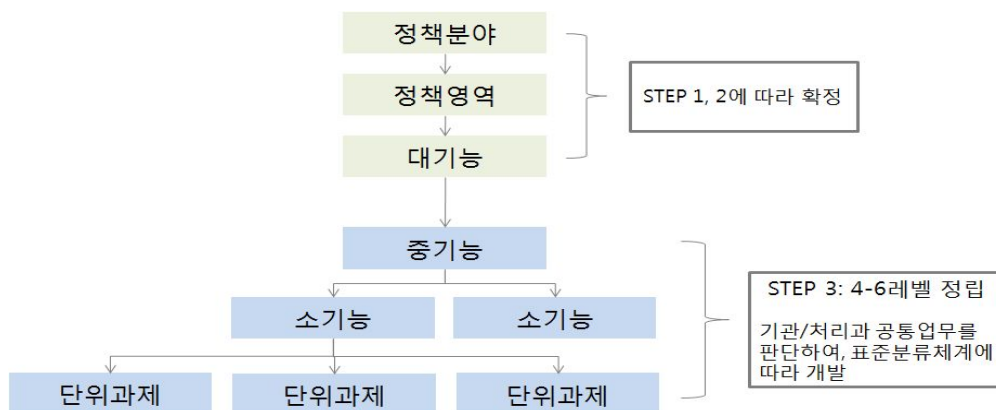 정책분야
정책영역
STEP 1, 2에 따라 확정
대기능
중기능
STEP 3: 4-6레벨 정립
기관/처리과 공통업무를
판단하여, 표준분류체계에
따라 개발
소기능
소기능
단위과제
단위과제
단위과제